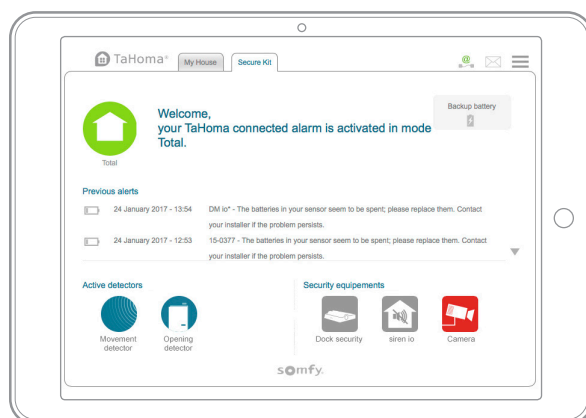 TaHoma®
My House
Secure Kit
@
Backup battery
Welcome,
your TaHoma connected alarm is activated in mode
Total.
Total
Previous alerts
24 January 2017 - 13:54
DM io* - The batteries in your sensor seem to be spent; please replace them. Contact
your installer if the problem persists.
24 January 2017 - 12:53
15-0377 - The batteries in your sensor seem to be spent; please replace them. Contact
your installer if the problem persists.
Active detectors
Security equipements
Movement
detector
Opening
detector
Dock security
siren io
Camera
somfy.